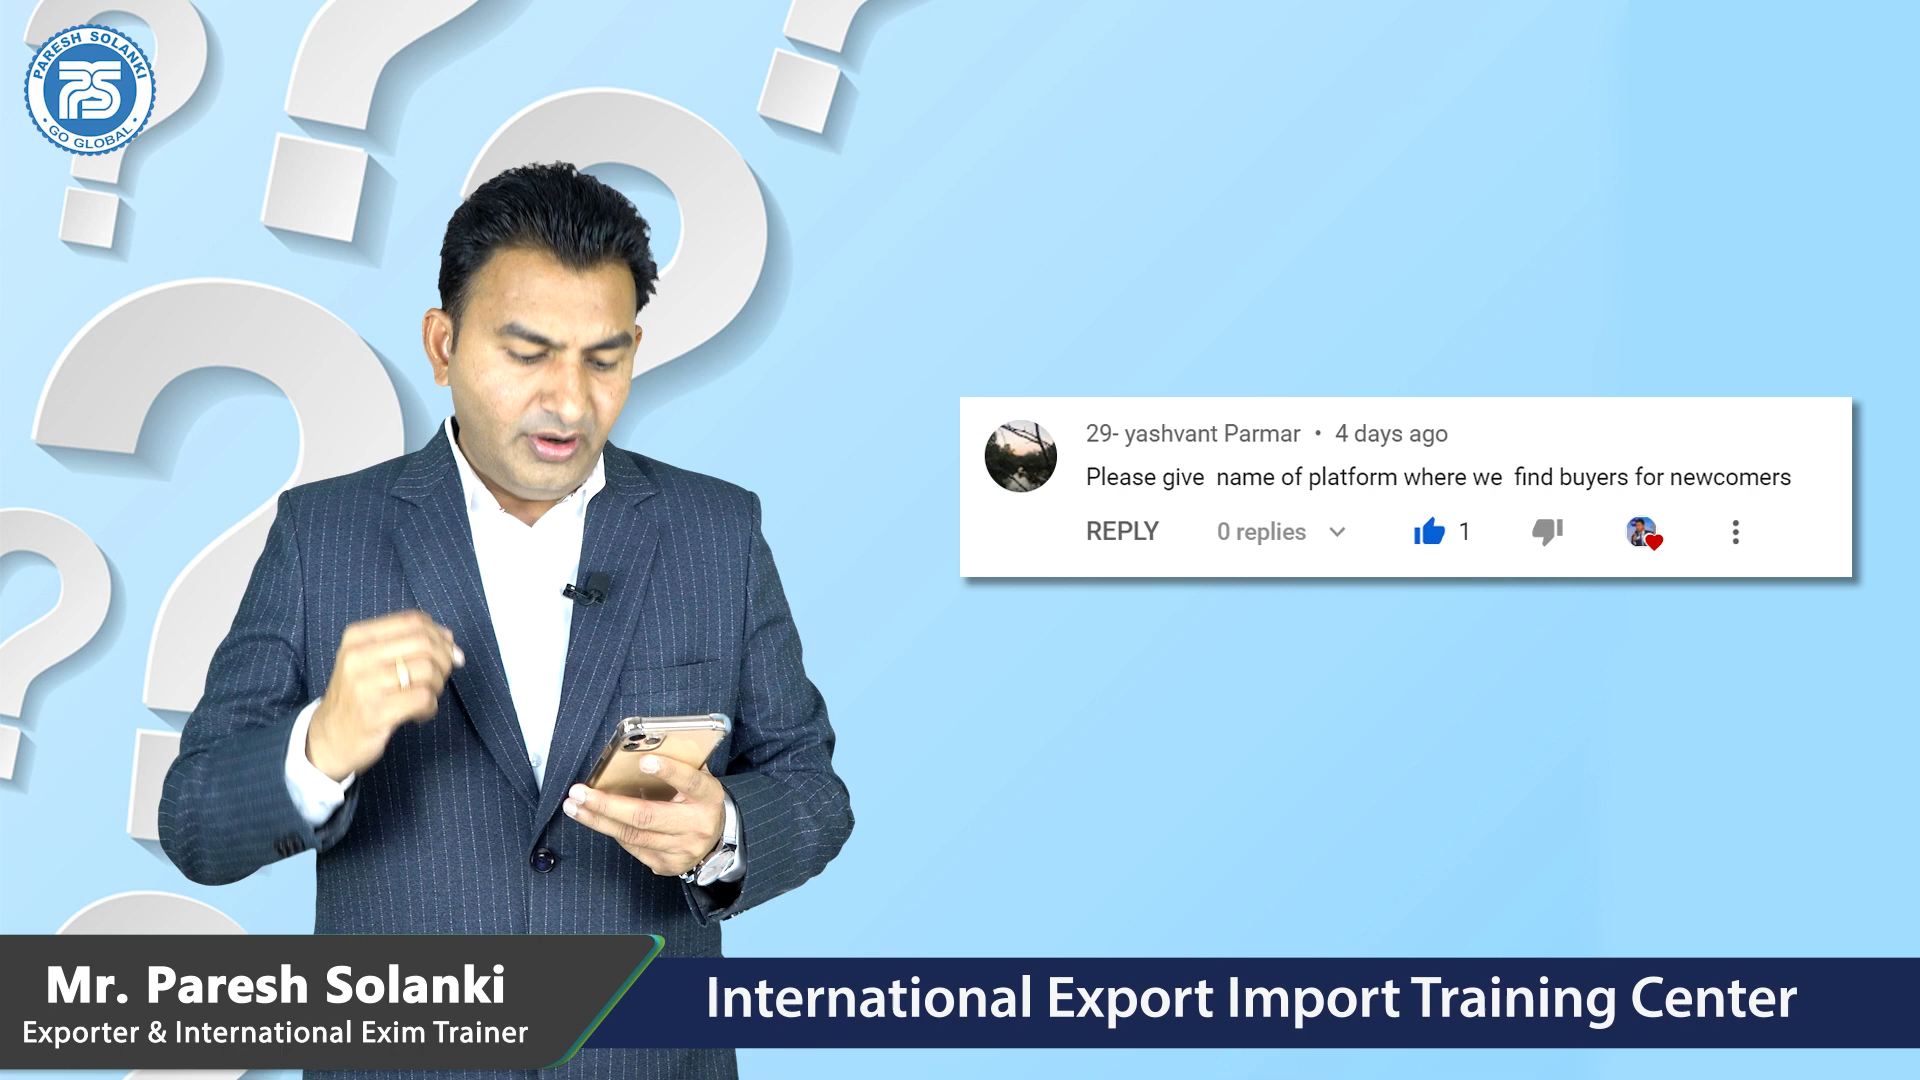 PARESH SOLANKI
PS
• GO GLOBAL •
29- yashvant Parmar • 4 days ago
Please give name of platform where we find buyers for newcomers
REPLY 0 replies 1
Mr. Paresh Solanki
Exporter & International Exim Trainer
International Export Import Training Center